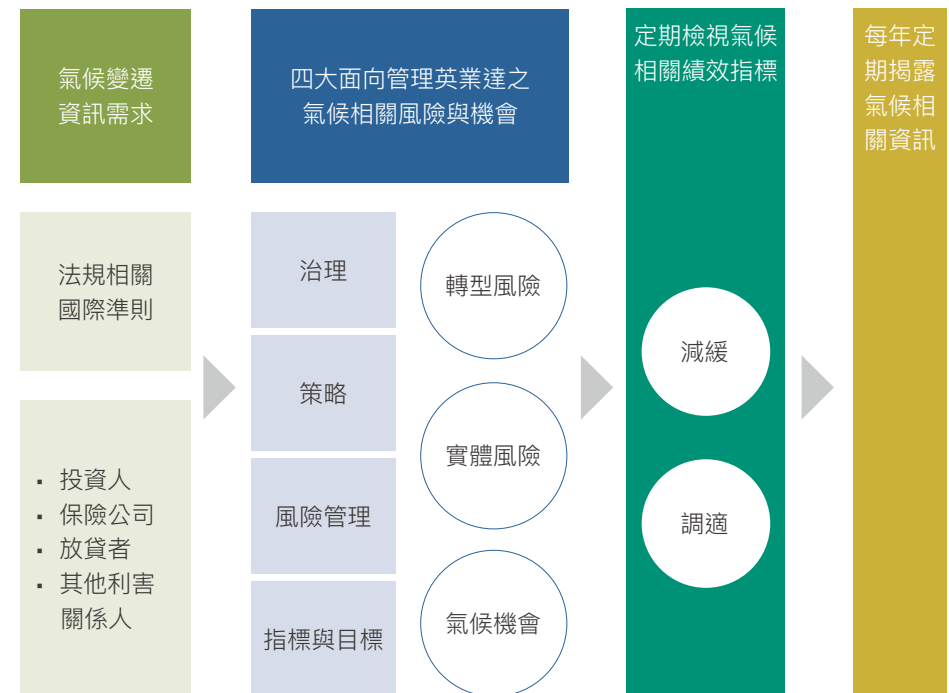 氣候變遷
資訊需求
法規相關
國際準則
▪ 投資人
▪ 保險公司
▪ 放貸者
▪ 其他利害
關係人
四大面向管理英業達之
氣候相關風險與機會
治理
策略
風險管理
指標與目標
轉型風險
實體風險
氣候機會
定期檢視氣候
相關績效指標
減緩
調適
每年定
期揭露
氣候相
關資訊